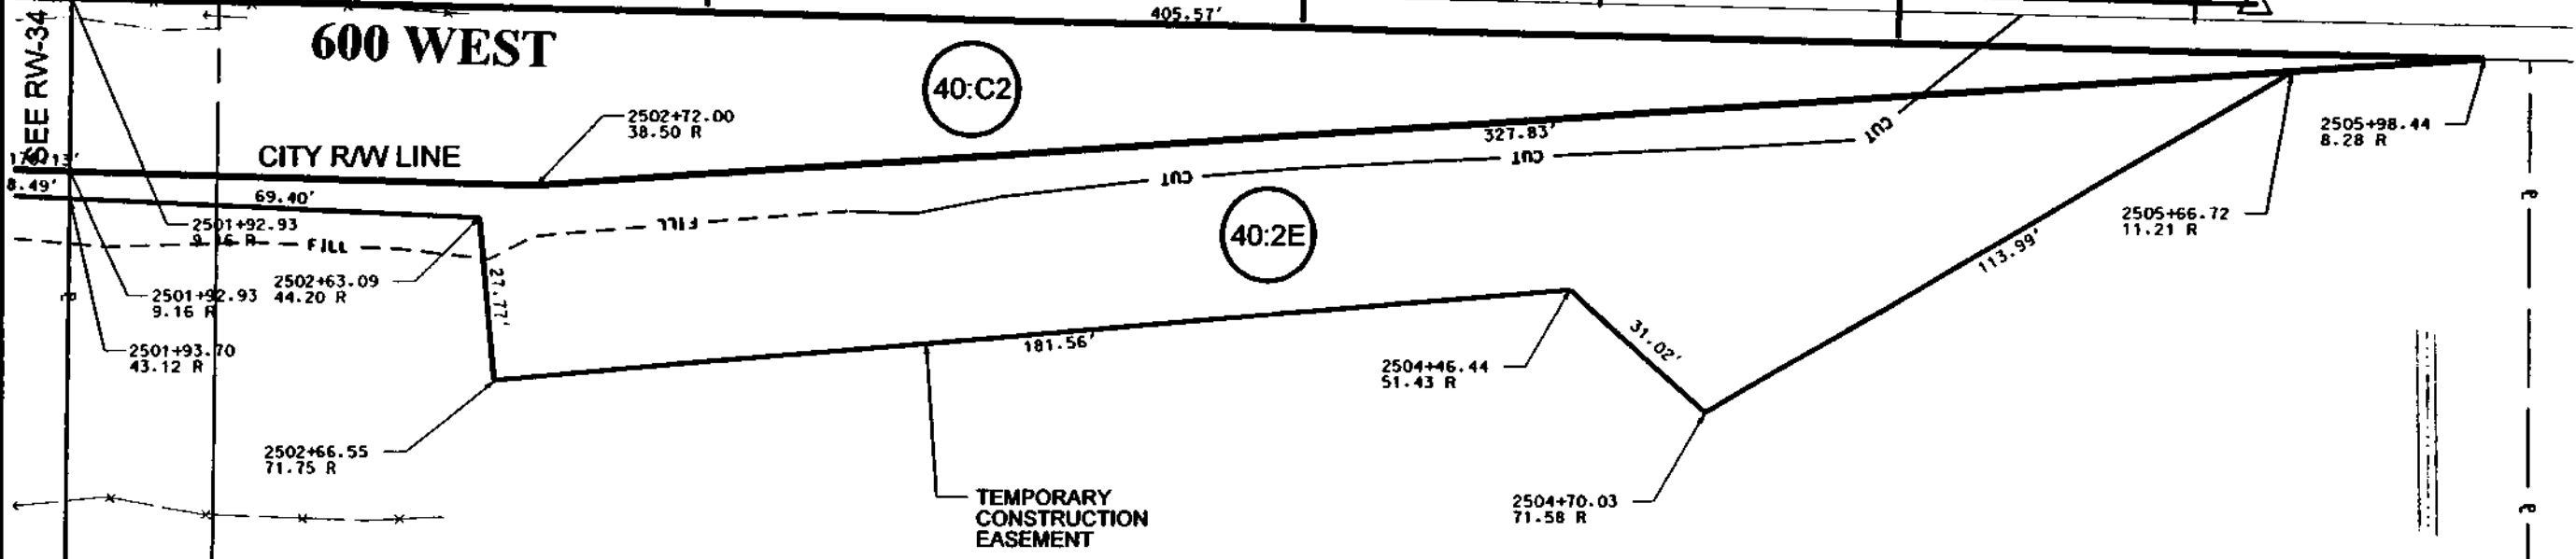 405.57'
SEE RW-34
600 WEST
40:C2
2502+72.00
38.50 R
327.83'
CUT
2505+98.44
8.28 R
CITY R/W LINE
8.49'
69.40'
CUT
CUT
2501+92.93
9.16 R
FILL
FILL
40:2E
2505+66.72
11.21 R
113.99'
2502+63.09
44.20 R
27.77'
2501+92.93
9.16 R
2501+93.70
43.12 R
181.56'
31.02'
2504+46.44
51.43 R
2502+66.55
71.75 R
TEMPORARY
CONSTRUCTION
EASEMENT
2504+70.03
71.58 R